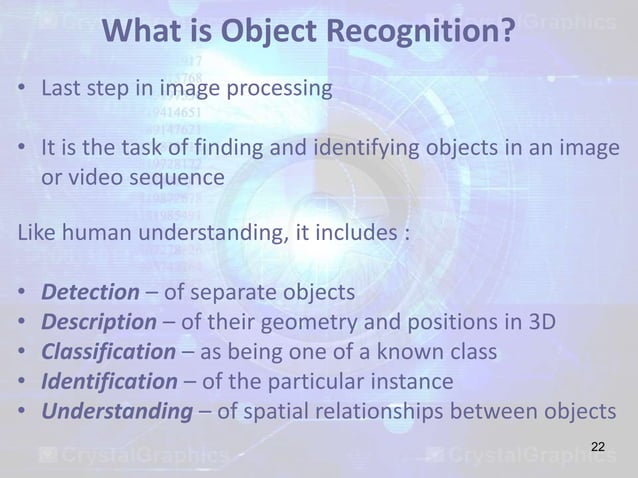 What is Object Recognition?
• Last step in image processing
• It is the task of finding and identifying objects in an image
or video sequence
Like human understanding, it includes :
• Detection – of separate objects
• Description – of their geometry and positions in 3D
• Classification – as being one of a known class
• Identification – of the particular instance
• Understanding – of spatial relationships between objects
22
CrystalGraphics
CrystalGraphics